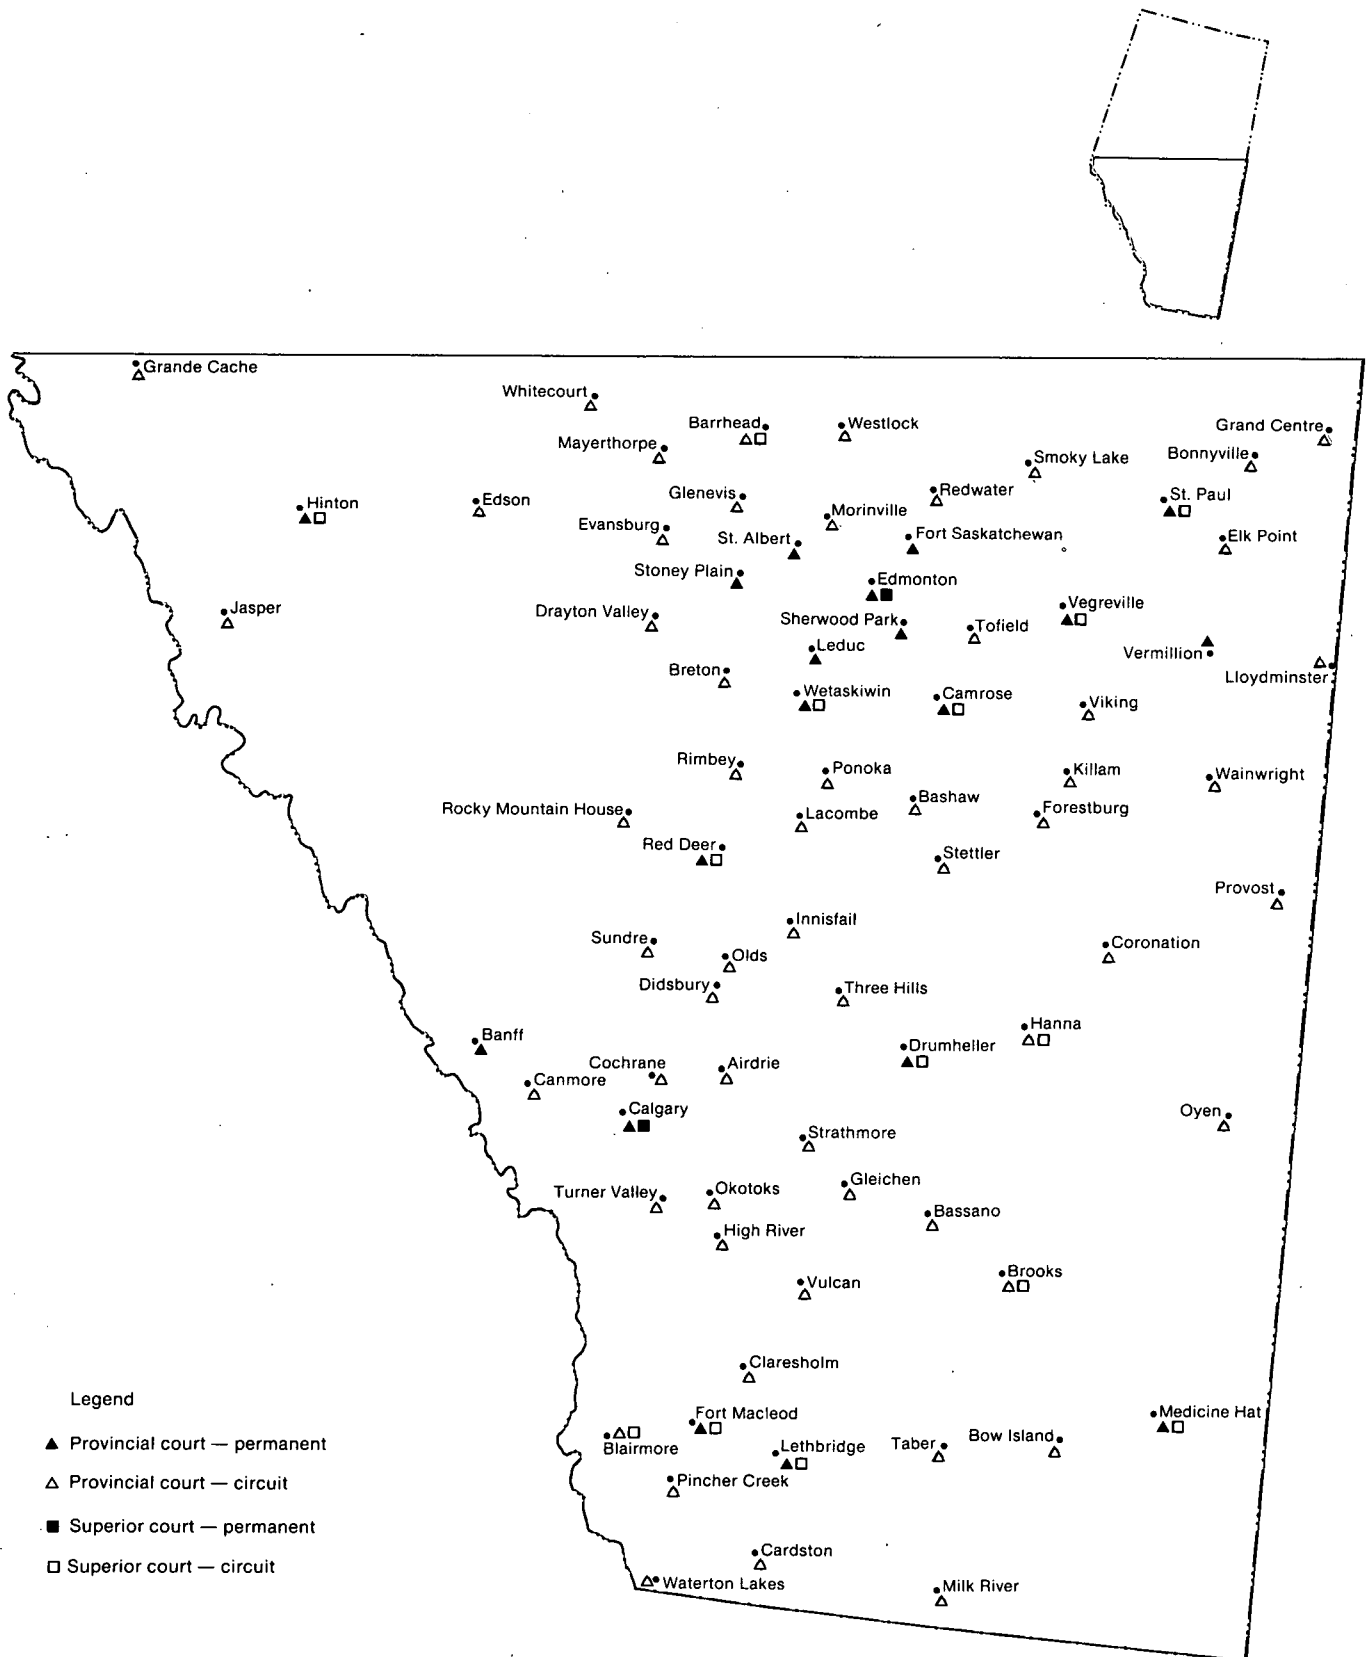 Grande Cache
Whitecourt
Barrhead
Westlock
Grand Centre
Mayerthorpe
Bonnyville
Smoky Lake
Glenevis
Redwater
St. Paul
Hinton
Edson
Morinville
Evansburg
St. Albert
Fort Saskatchewan
Elk Point
Stoney Plain
Edmonton
Jasper
Drayton Valley
Vegreville
Sherwood Park
Tofield
Leduc
Vermillion
Breton
Lloydminster
Wetaskiwin
Camrose
Viking
Rimbey
Ponoka
Killam
Wainwright
Rocky Mountain House
Bashaw
Lacombe
Forestburg
Red Deer
Stettler
Provost
Innisfail
Sundre
Olds
Coronation
Didsbury
Three Hills
Banff
Hanna
Drumheller
Cochrane
Airdrie
Canmore
Calgary
Oyen
Strathmore
Gleichen
Turner Valley
Okotoks
Bassano
High River
Brooks
Vulcan
Claresholm
Fort Macleod
Medicine Hat
Blairmore
Lethbridge
Taber
Bow Island
Pincher Creek
Cardston
Waterton Lakes
Milk River
Legend
Provincial court — permanent
Provincial court — circuit
Superior court — permanent
Superior court — circuit